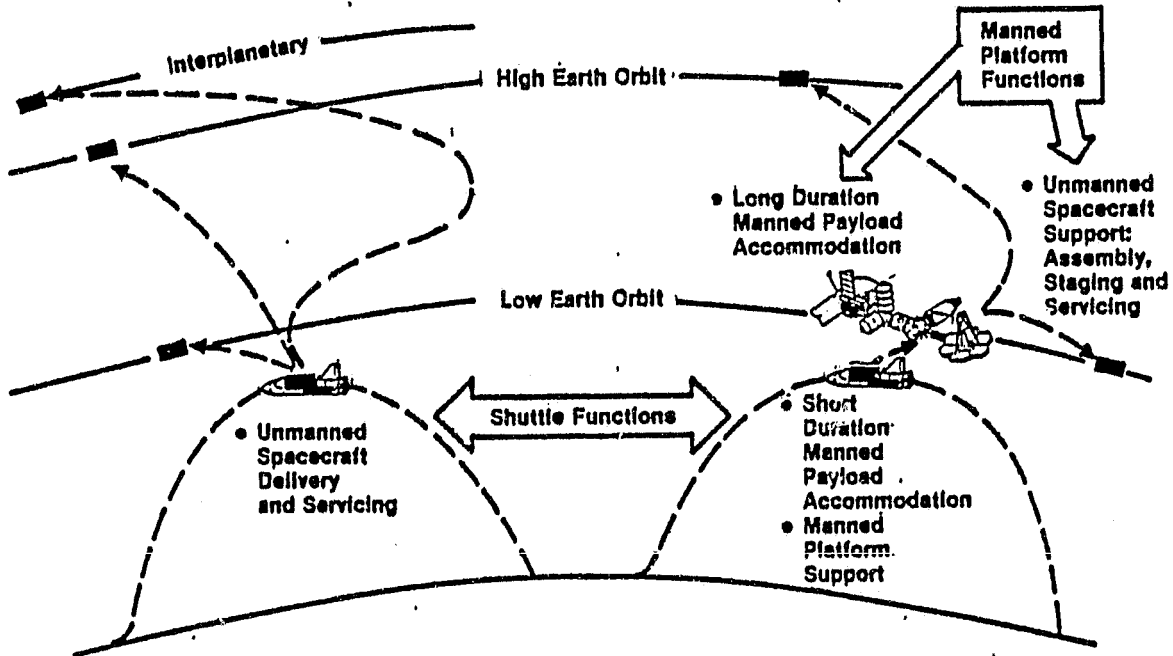 Interplanetary
High Earth Orbit
Manned
Platform
Functions
• Long Duration
Manned Payload
Accommodation
• Unmanned
Spacecraft
Support:
Assembly,
Staging and
Servicing
Low Earth Orbit
Shuttle Functions
• Unmanned
Spacecraft
Delivery
and Servicing
• Short
Duration
Manned
Payload
Accommodation
• Manned
Platform
Support